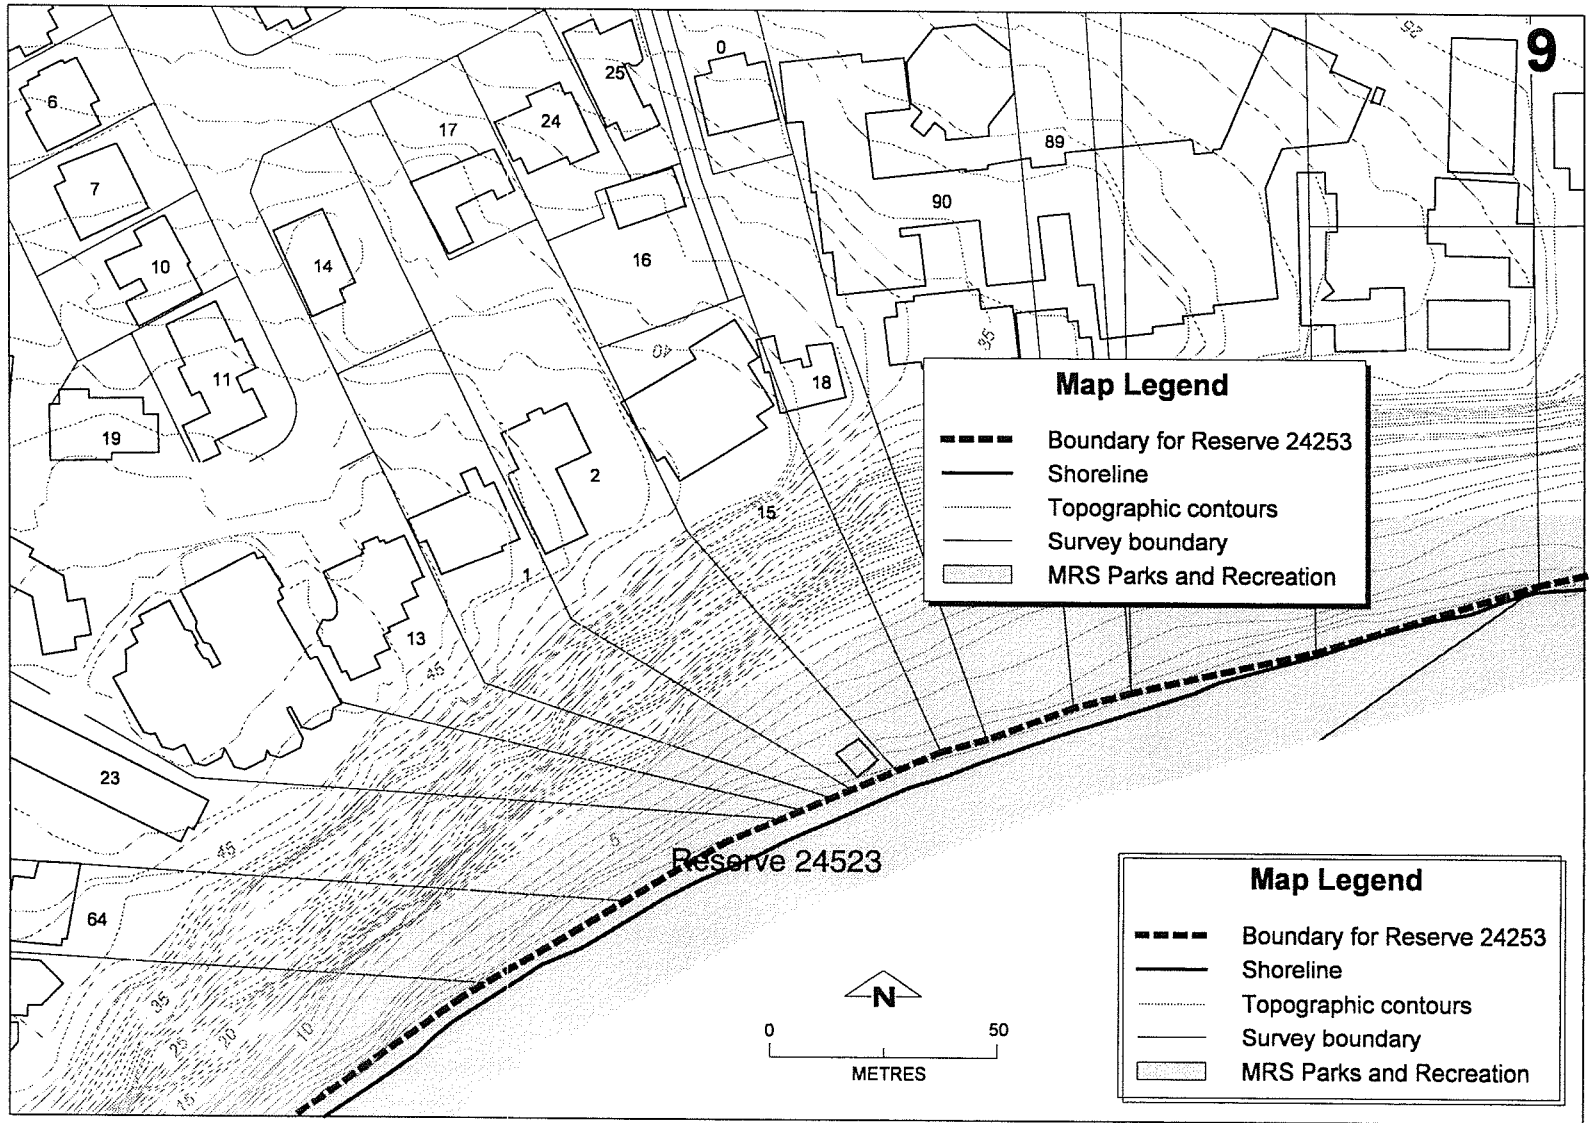 9
26
0
25
6
24
17
89
7
90
16
10
14
35
40
11
18
Map Legend
Boundary for Reserve 24253
Shoreline
Topographic contours
Survey boundary
MRS Parks and Recreation
19
2
15
1
13
45
23
5
45
Reserve 24523
64
Map Legend
Boundary for Reserve 24253
Shoreline
Topographic contours
Survey boundary
MRS Parks and Recreation
N
0 50
METRES
35
25
20
10
15